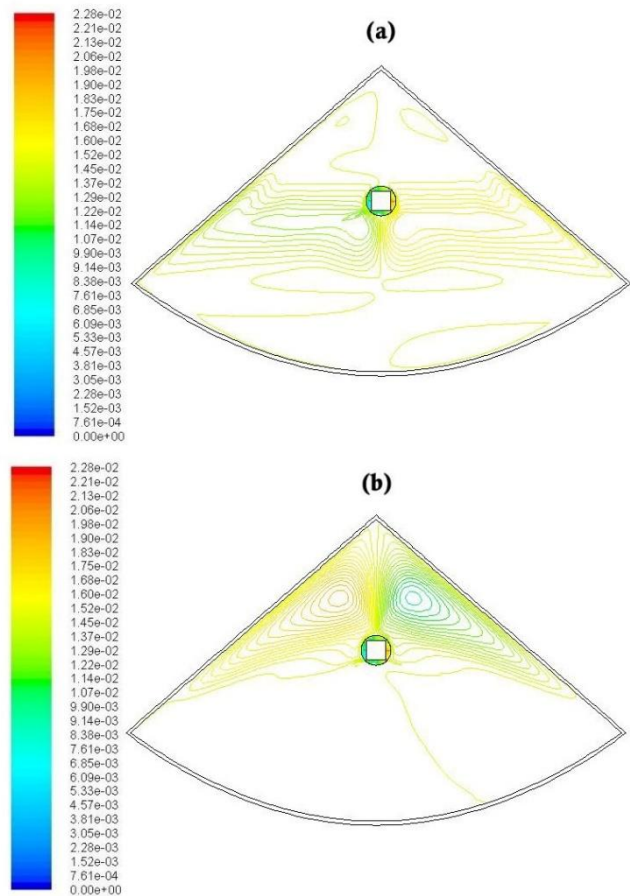 (a)
2.28e-02
2.21e-02
2.13e-02
2.06e-02
1.98e-02
1.90e-02
1.83e-02
1.75e-02
1.68e-02
1.60e-02
1.52e-02
1.45e-02
1.37e-02
1.29e-02
1.22e-02
1.14e-02
1.07e-02
9.90e-03
9.14e-03
8.38e-03
7.61e-03
6.85e-03
6.09e-03
5.33e-03
4.57e-03
3.81e-03
3.05e-03
2.28e-03
1.52e-03
7.61e-04
0.00e+00
(b)
2.28e-02
2.21e-02
2.13e-02
2.06e-02
1.98e-02
1.90e-02
1.83e-02
1.75e-02
1.68e-02
1.60e-02
1.52e-02
1.45e-02
1.37e-02
1.29e-02
1.22e-02
1.14e-02
1.07e-02
9.90e-03
9.14e-03
8.38e-03
7.61e-03
6.85e-03
6.09e-03
5.33e-03
4.57e-03
3.81e-03
3.05e-03
2.28e-03
1.52e-03
7.61e-04
0.00e+00